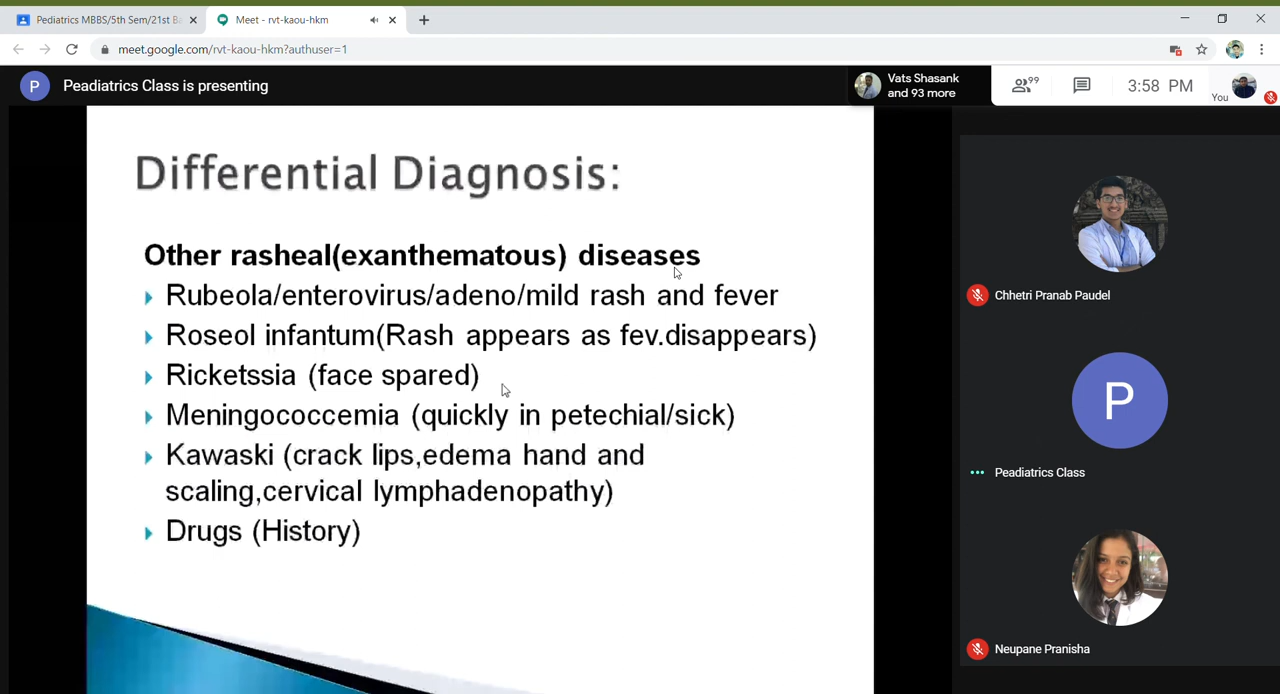 Pediatrics MBBS/5th Sem/21st Ba
Meet - rvt-kaou-hkm
meet.google.com/rvt-kaou-hkm?authuser=1
P
Peadiatrics Class is presenting
Vats Shasank
and 93 more
99
3:58 PM
You
Differential Diagnosis:
Other rasheal(exanthematous) diseases
Rubeola/enterovirus/adeno/mild rash and fever
Roseol infantum(Rash appears as fev.disappears)
Ricketssia (face spared)
Meningococcemia (quickly in petechial/sick)
Kawaski (crack lips,edema hand and
scaling,cervical lymphadenopathy)
Drugs (History)
Chhetri Pranab Paudel
P
Peadiatrics Class
Neupane Pranisha